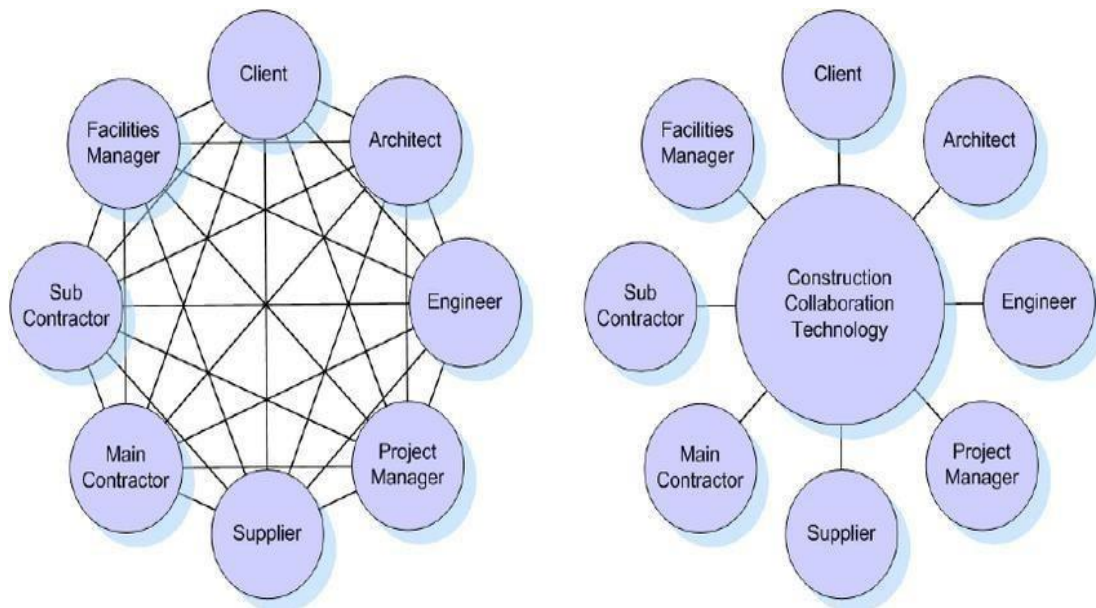 Client
Facilities
Manager
Architect
Sub
Contractor
Engineer
Main
Contractor
Project
Manager
Supplier
Client
Facilities
Manager
Architect
Sub
Contractor
Construction
Collaboration
Technology
Engineer
Main
Contractor
Project
Manager
Supplier